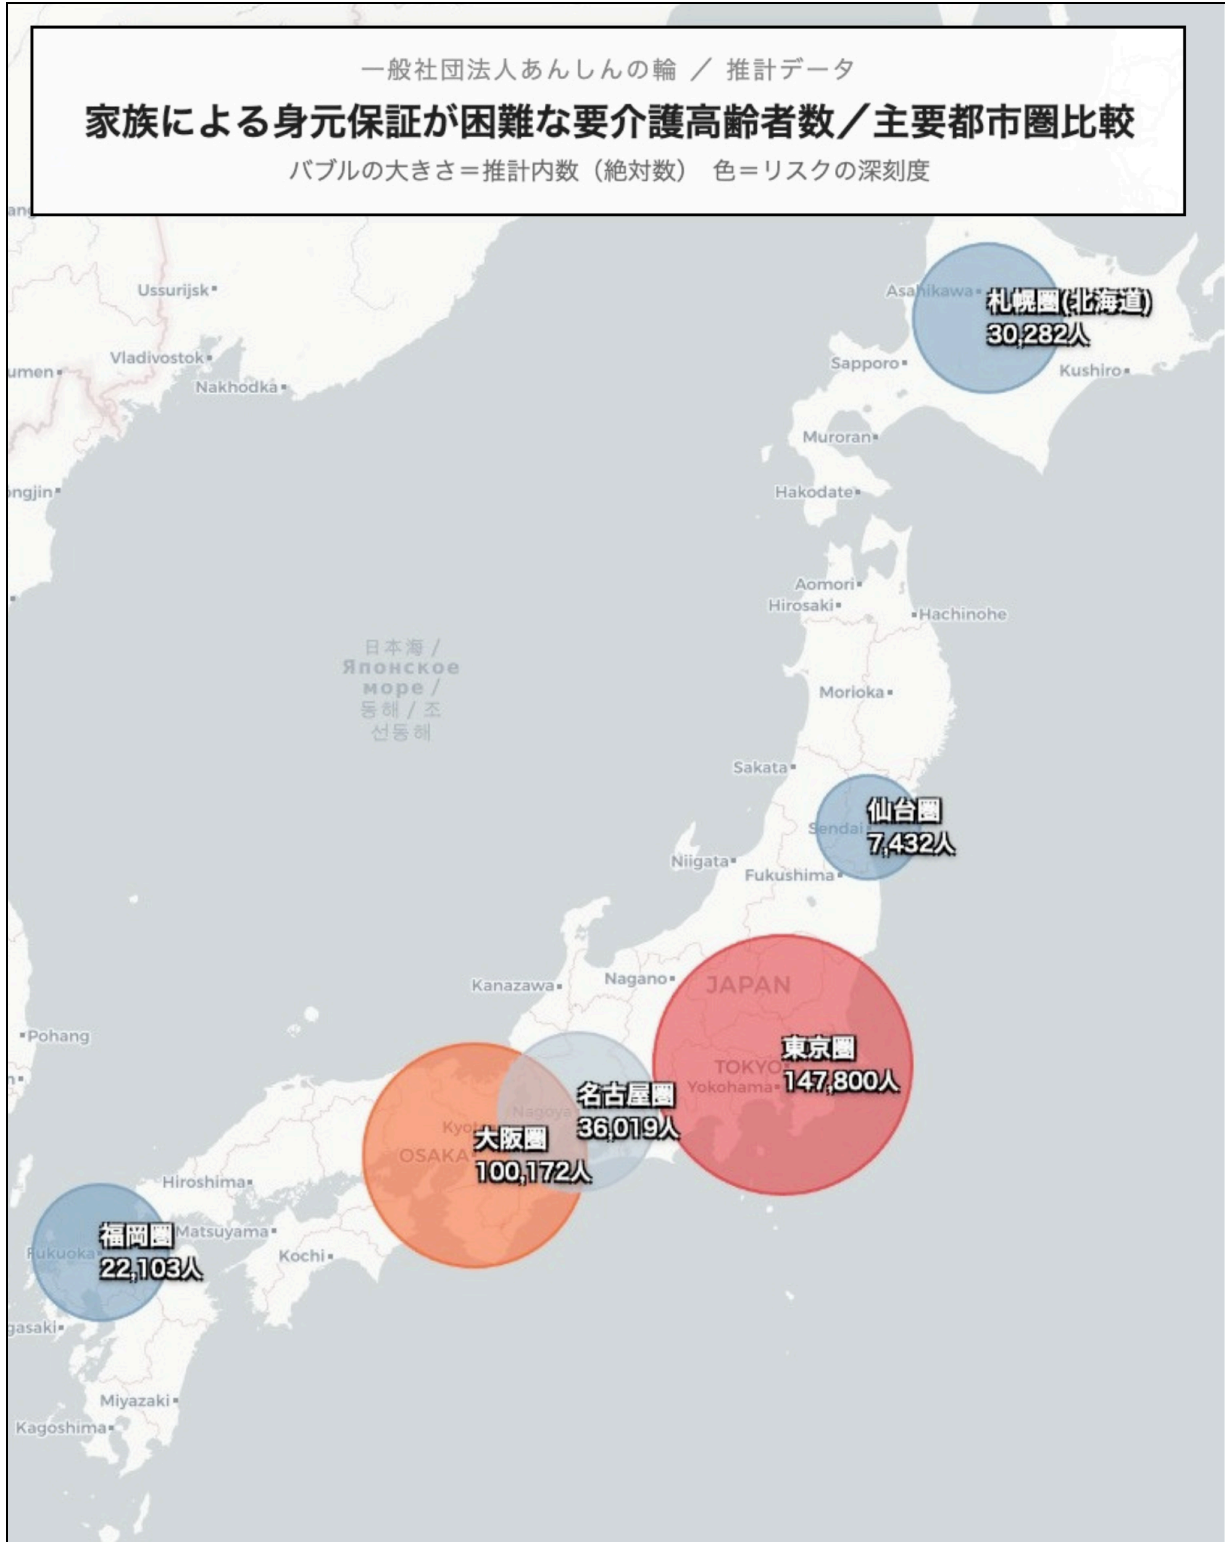 一般社団法人あんしんの輪 ／ 推計データ
家族による身元保証が困難な要介護高齢者数／主要都市圏比較
バブルの大きさ＝推計内数（絶対数） 色＝リスクの深刻度
Ussurijsk
Asahikawa
札幌圏(北海道)
30,282人
Vladivostok
Sapporo
Kushiro
Nakhodka
Muroran
Hakodate
Aomori
Hirosaki
Hachinohe
日本海 /
Японское
море /
동해 / 조
선동해
Morioka
Sakata
仙台圏
Sendai
7,432人
Niigata
Fukushima
Nagano
JAPAN
Kanazawa
Pohang
東京圏
TOKYO
147,800人
Yokohama
名古屋圏
Nagoya
36,019人
大阪圏
OSAKA
100,172人
Hiroshima
福岡圏
Matsuyama
Fukuoka
22,103人
Kochi
Miyazaki
Kagoshima